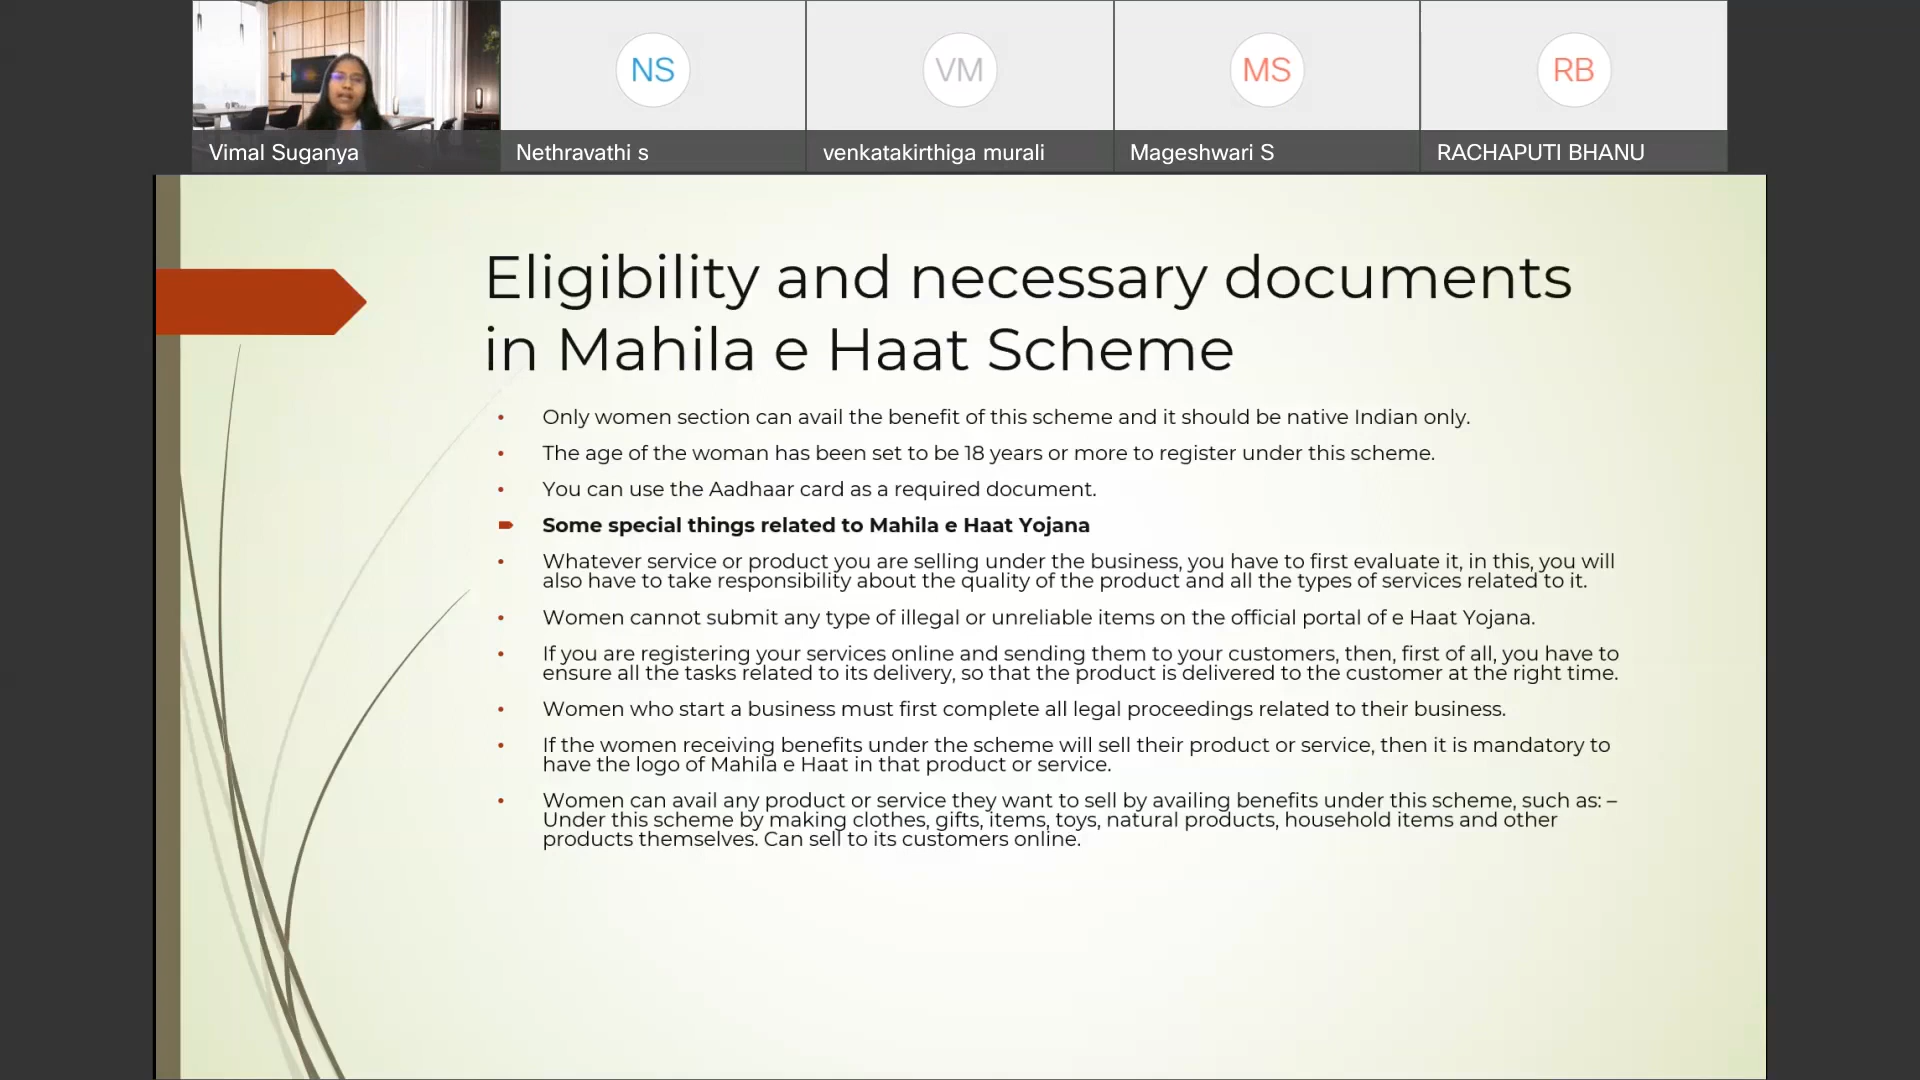 NS
VM
MS
RB
Vimal Suganya
Nethravathi s
venkatakirthiga murali
Mageshwari S
RACHAPUTI BHANU
Eligibility and necessary documents
in Mahila e Haat Scheme
• Only women section can avail the benefit of this scheme and it should be native Indian only.
• The age of the woman has been set to be 18 years or more to register under this scheme.
• You can use the Aadhaar card as a required document.
Some special things related to Mahila e Haat Yojana
• Whatever service or product you are selling under the business, you have to first evaluate it, in this, you will
also have to take responsibility about the quality of the product and all the types of services related to it.
• Women cannot submit any type of illegal or unreliable items on the official portal of e Haat Yojana.
• If you are registering your services online and sending them to your customers, then, first of all, you have to
ensure all the tasks related to its delivery, so that the product is delivered to the customer at the right time.
• Women who start a business must first complete all legal proceedings related to their business.
• If the women receiving benefits under the scheme will sell their product or service, then it is mandatory to
have the logo of Mahila e Haat in that product or service.
• Women can avail any product or service they want to sell by availing benefits under this scheme, such as: –
Under this scheme by making clothes, gifts, items, toys, natural products, household items and other
products themselves. Can sell to its customers online.